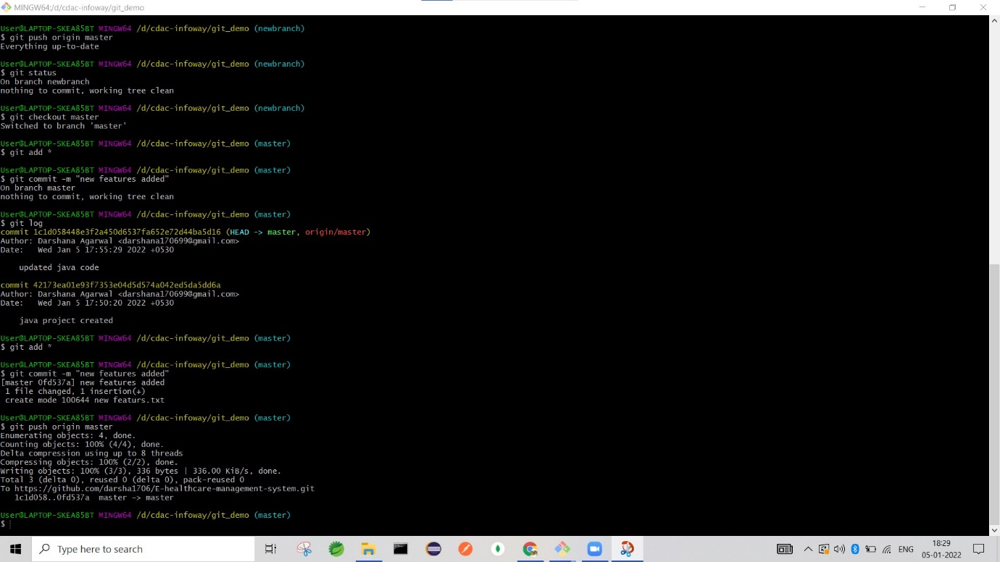 MINGW64:/d/cdac-infoway/git_demo
User@LAPTOP-SKEA85BT MINGW64 /d/cdac-infoway/git_demo (newbranch)
$ git push origin master
Everything up-to-date
User@LAPTOP-SKEA85BT MINGW64 /d/cdac-infoway/git_demo (newbranch)
$ git status
On branch newbranch
nothing to commit, working tree clean
User@LAPTOP-SKEA85BT MINGW64 /d/cdac-infoway/git_demo (newbranch)
$ git checkout master
Switched to branch 'master'
User@LAPTOP-SKEA85BT MINGW64 /d/cdac-infoway/git_demo (master)
$ git add *
User@LAPTOP-SKEA85BT MINGW64 /d/cdac-infoway/git_demo (master)
$ git commit -m "new features added"
On branch master
nothing to commit, working tree clean
User@LAPTOP-SKEA85BT MINGW64 /d/cdac-infoway/git_demo (master)
$ git log
commit 1c1d058448e3f2a450d6537fa652e72d44ba5d16 (HEAD -> master, origin/master)
Author: Darshana Agarwal <darshana170699@gmail.com>
Date:   Wed Jan 5 17:55:29 2022 +0530
updated java code
commit 42173ea01e93f7353e04d5d574a042ed5da5dd6a
Author: Darshana Agarwal <darshana170699@gmail.com>
Date:   Wed Jan 5 17:50:20 2022 +0530
java project created
User@LAPTOP-SKEA85BT MINGW64 /d/cdac-infoway/git_demo (master)
$ git add *
User@LAPTOP-SKEA85BT MINGW64 /d/cdac-infoway/git_demo (master)
$ git commit -m "new features added"
[master 0fd537a] new features added
1 file changed, 1 insertion(+)
create mode 100644 new featurs.txt
User@LAPTOP-SKEA85BT MINGW64 /d/cdac-infoway/git_demo (master)
$ git push origin master
Enumerating objects: 4, done.
Counting objects: 100% (4/4), done.
Delta compression using up to 8 threads
Compressing objects: 100% (2/2), done.
Writing objects: 100% (3/3), 336 bytes | 336.00 KiB/s, done.
Total 3 (delta 0), reused 0 (delta 0), pack-reused 0
To https://github.com/darsha1706/E-healthcare-management-system.git
1c1d058..0fd537a  master -> master
User@LAPTOP-SKEA85BT MINGW64 /d/cdac-infoway/git_demo (master)
$
Type here to search
ENG
18:29
05-01-2022